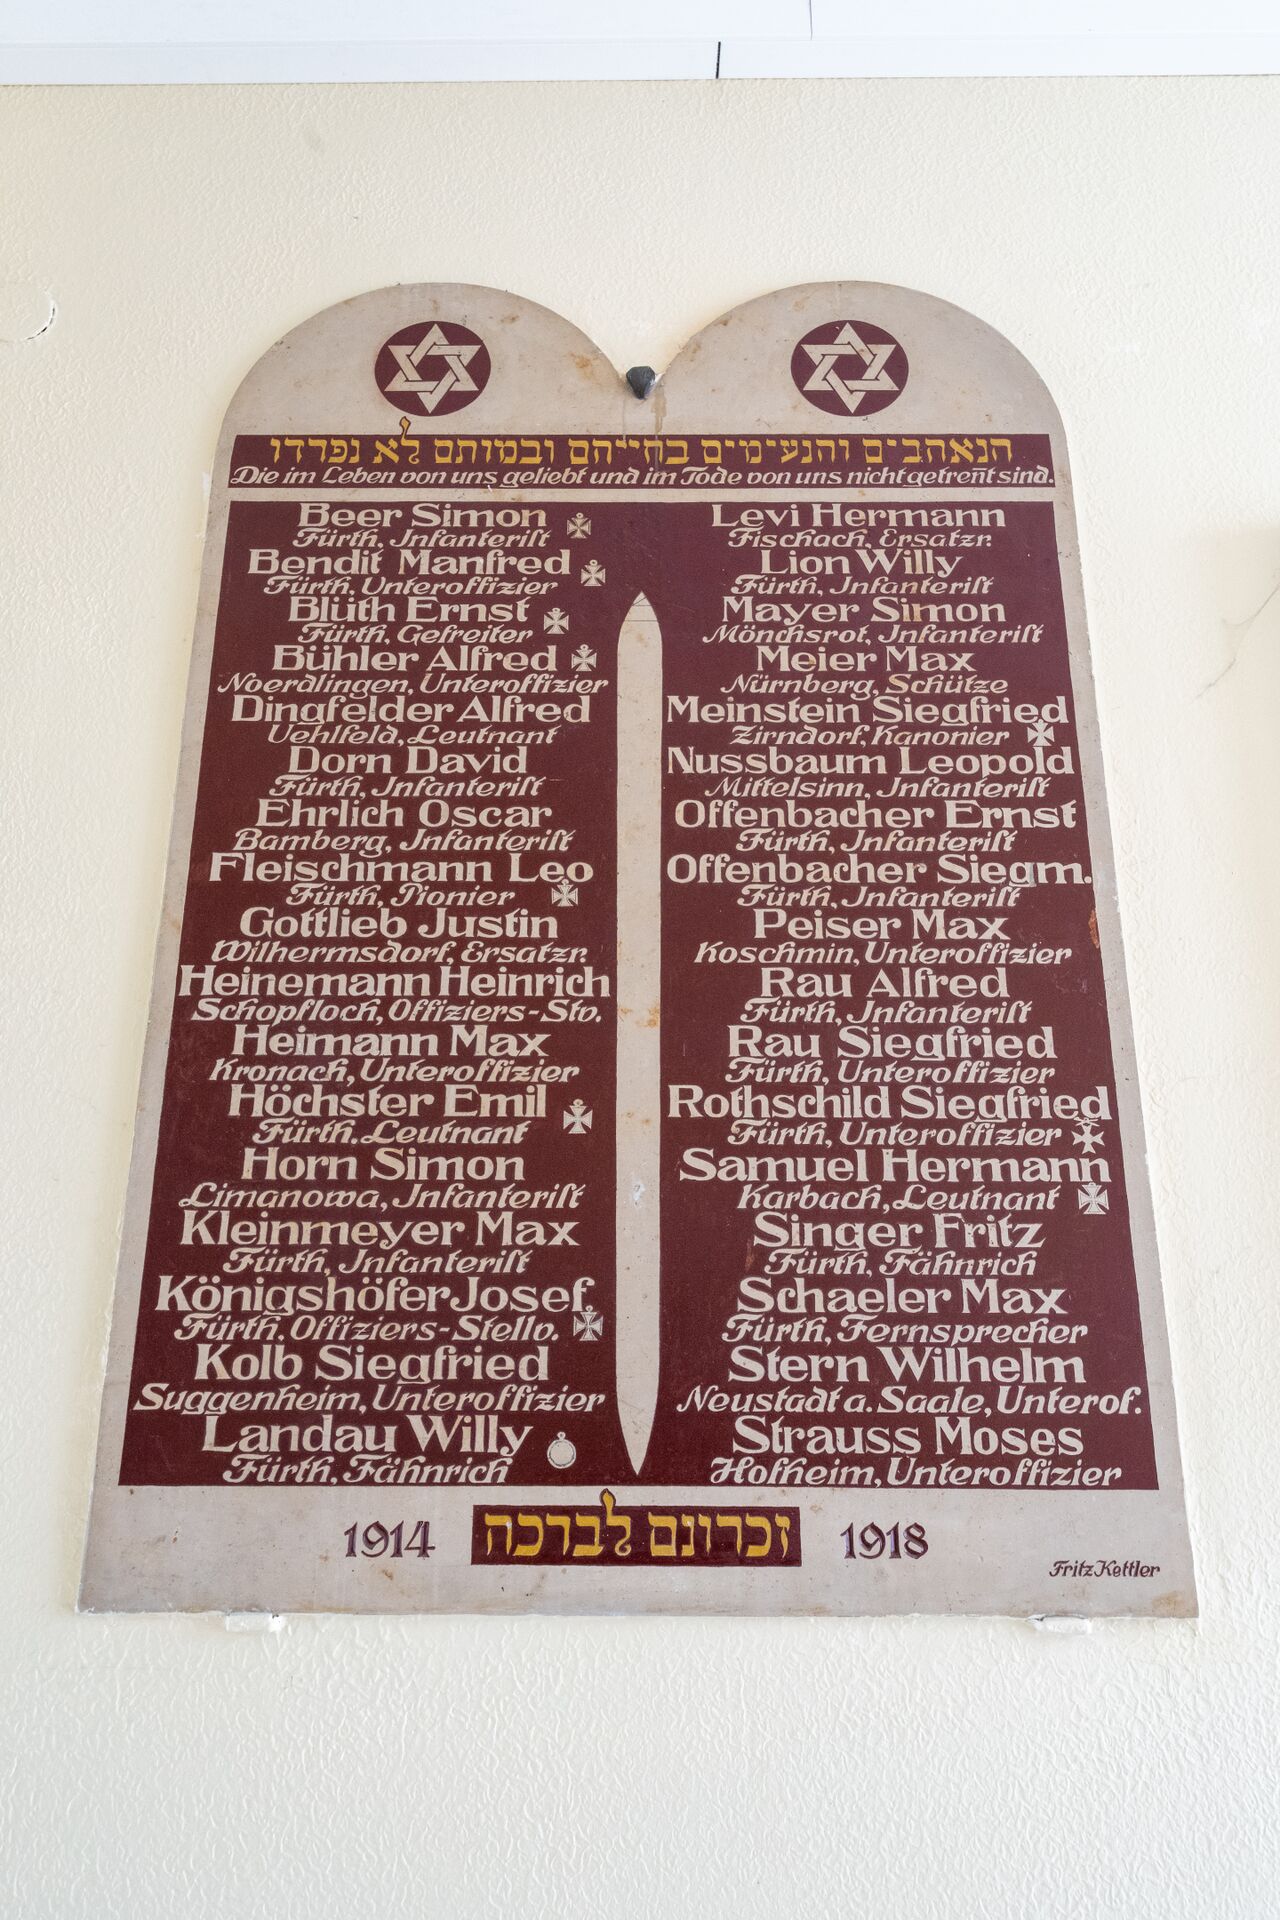 הנאהבים והנעימים בחייהם ובמותם לא נפרדו
Die im Leben von uns geliebt und im Tode von uns nicht getren̄t sind.
Beer Simon
Fürth, Infanterist
Bendit Manfred
Fürth, Unteroffizier
Blüth Ernst
Fürth, Gefreiter
Bühler Alfred
Noerdlingen, Unteroffizier
Dingfelder Alfred
Uehlfeld, Leutnant
Dorn David
Fürth, Infanterist
Ehrlich Oscar
Bamberg, Infanterist
Fleischmann Leo
Fürth, Pionier
Gottlieb Justin
Wilhermsdorf, Ersatzr.
Heinemann Heinrich
Schopfloch, Offiziers-Stv.
Heimann Max
Kronach, Unteroffizier
Höchster Emil
Fürth, Leutnant
Horn Simon
Limanowa, Infanterist
Kleinmeyer Max
Fürth, Infanterist
Königshöfer Josef
Fürth, Offiziers-Stellv.
Kolb Siegfried
Suggenheim, Unteroffizier
Landau Willy
Fürth, Fähnrich
Levi Hermann
Fischach, Ersatzr.
Lion Willy
Fürth, Infanterist
Mayer Simon
Mönchsrot, Infanterist
Meier Max
Nürnberg, Schütze
Meinstein Siegfried
Zirndorf, Kanonier
Nussbaum Leopold
Mittelsinn, Infanterist
Offenbacher Ernst
Fürth, Infanterist
Offenbacher Siegm.
Fürth, Infanterist
Peiser Max
Koschmin, Unteroffizier
Rau Alfred
Fürth, Infanterist
Rau Siegfried
Fürth, Unteroffizier
Rothschild Siegfried
Fürth, Unteroffizier
Samuel Hermann
Karbach, Leutnant
Singer Fritz
Fürth, Fähnrich
Schaeler Max
Fürth, Fernsprecher
Stern Wilhelm
Neustadt a. Saale, Unterof.
Strauss Moses
Hofheim, Unteroffizier
1914 זכרונם לברכה 1918
Fritz Kettler